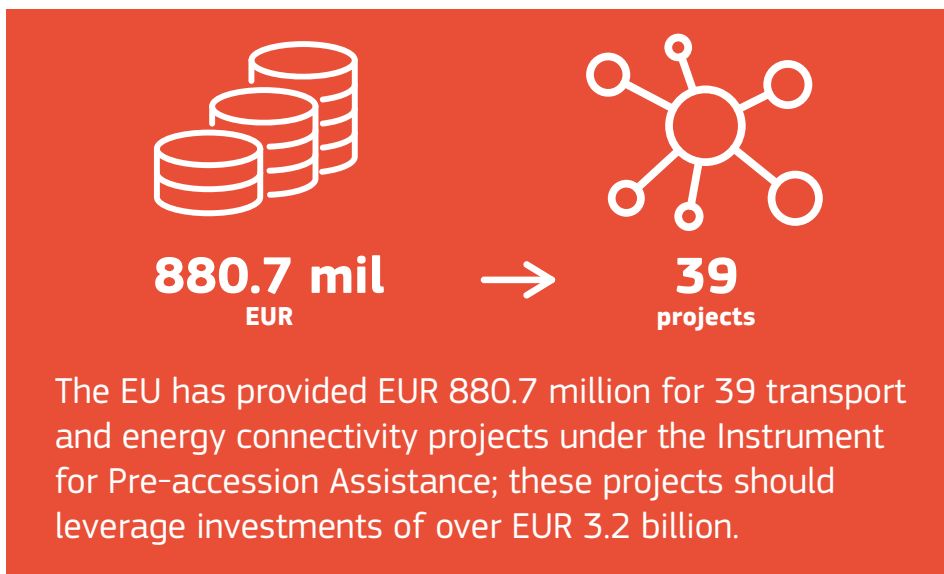 880.7 mil
EUR
39
projects
The EU has provided EUR 880.7 million for 39 transport
and energy connectivity projects under the Instrument
for Pre-accession Assistance; these projects should
leverage investments of over EUR 3.2 billion.